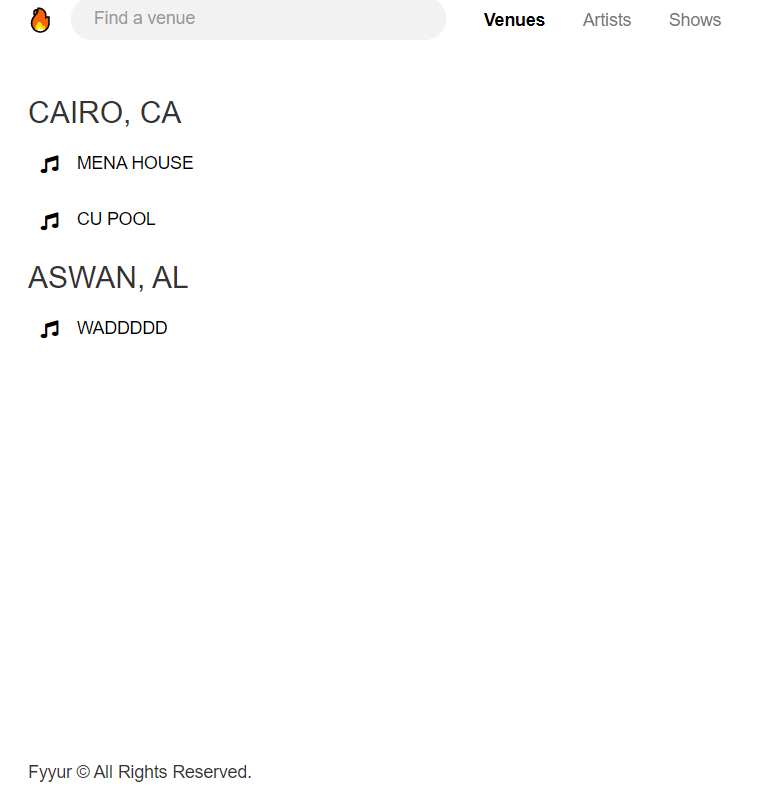 Find a venue Venues Artists Shows
CAIRO, CA
MENA HOUSE
CU POOL
ASWAN, AL
WADDDDD
Fyyur © All Rights Reserved.